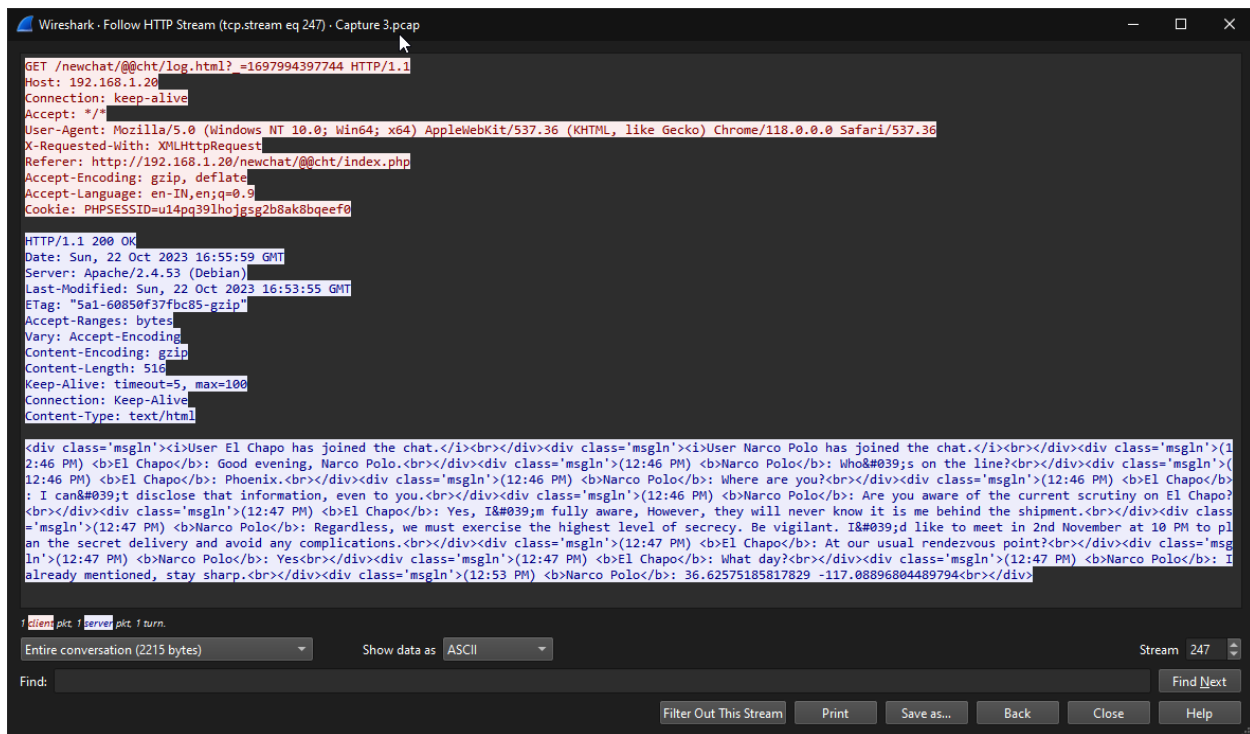 Wireshark · Follow HTTP Stream (tcp.stream eq 247) · Capture 3.pcap
GET /newchat/@@cht/log.html?_=1697994397744 HTTP/1.1
Host: 192.168.1.20
Connection: keep-alive
Accept: */*
User-Agent: Mozilla/5.0 (Windows NT 10.0; Win64; x64) AppleWebKit/537.36 (KHTML, like Gecko) Chrome/118.0.0.0 Safari/537.36
X-Requested-With: XMLHttpRequest
Referer: http://192.168.1.20/newchat/@@cht/index.php
Accept-Encoding: gzip, deflate
Accept-Language: en-IN,en;q=0.9
Cookie: PHPSESSID=u14pq39lhojgsg2b8ak8bqeef0
HTTP/1.1 200 OK
Date: Sun, 22 Oct 2023 16:55:59 GMT
Server: Apache/2.4.53 (Debian)
Last-Modified: Sun, 22 Oct 2023 16:53:55 GMT
ETag: "5a1-60850f37fbc85-gzip"
Accept-Ranges: bytes
Vary: Accept-Encoding
Content-Encoding: gzip
Content-Length: 516
Keep-Alive: timeout=5, max=100
Connection: Keep-Alive
Content-Type: text/html
<div class='msgln'><i>User El Chapo has joined the chat.</i><br></div><div class='msgln'><i>User Narco Polo has joined the chat.</i><br></div><div class='msgln'>(1
2:46 PM) <b>El Chapo</b>: Good evening, Narco Polo.<br></div><div class='msgln'>(12:46 PM) <b>Narco Polo</b>: Who&#039;s on the line?<br></div><div class='msgln'>(
12:46 PM) <b>El Chapo</b>: Phoenix.<br></div><div class='msgln'>(12:46 PM) <b>Narco Polo</b>: Where are you?<br></div><div class='msgln'>(12:46 PM) <b>El Chapo</b>
: I can&#039;t disclose that information, even to you.<br></div><div class='msgln'>(12:46 PM) <b>Narco Polo</b>: Are you aware of the current scrutiny on El Chapo?
<br></div><div class='msgln'>(12:47 PM) <b>El Chapo</b>: Yes, I&#039;m fully aware, However, they will never know it is me behind the shipment.<br></div><div class
='msgln'>(12:47 PM) <b>Narco Polo</b>: Regardless, we must exercise the highest level of secrecy. Be vigilant. I&#039;d like to meet in 2nd November at 10 PM to pl
an the secret delivery and avoid any complications.<br></div><div class='msgln'>(12:47 PM) <b>El Chapo</b>: At our usual rendezvous point?<br></div><div class='msg
ln'>(12:47 PM) <b>Narco Polo</b>: Yes<br></div><div class='msgln'>(12:47 PM) <b>El Chapo</b>: What day?<br></div><div class='msgln'>(12:47 PM) <b>Narco Polo</b>: I
already mentioned, stay sharp.<br></div><div class='msgln'>(12:53 PM) <b>Narco Polo</b>: 36.62575185817829 -117.08896804489794<br></div>
1 client pkt, 1 server pkt, 1 turn.
Entire conversation (2215 bytes) Show data as ASCII Stream 247
Find: Find Next
Filter Out This Stream Print Save as... Back Close Help